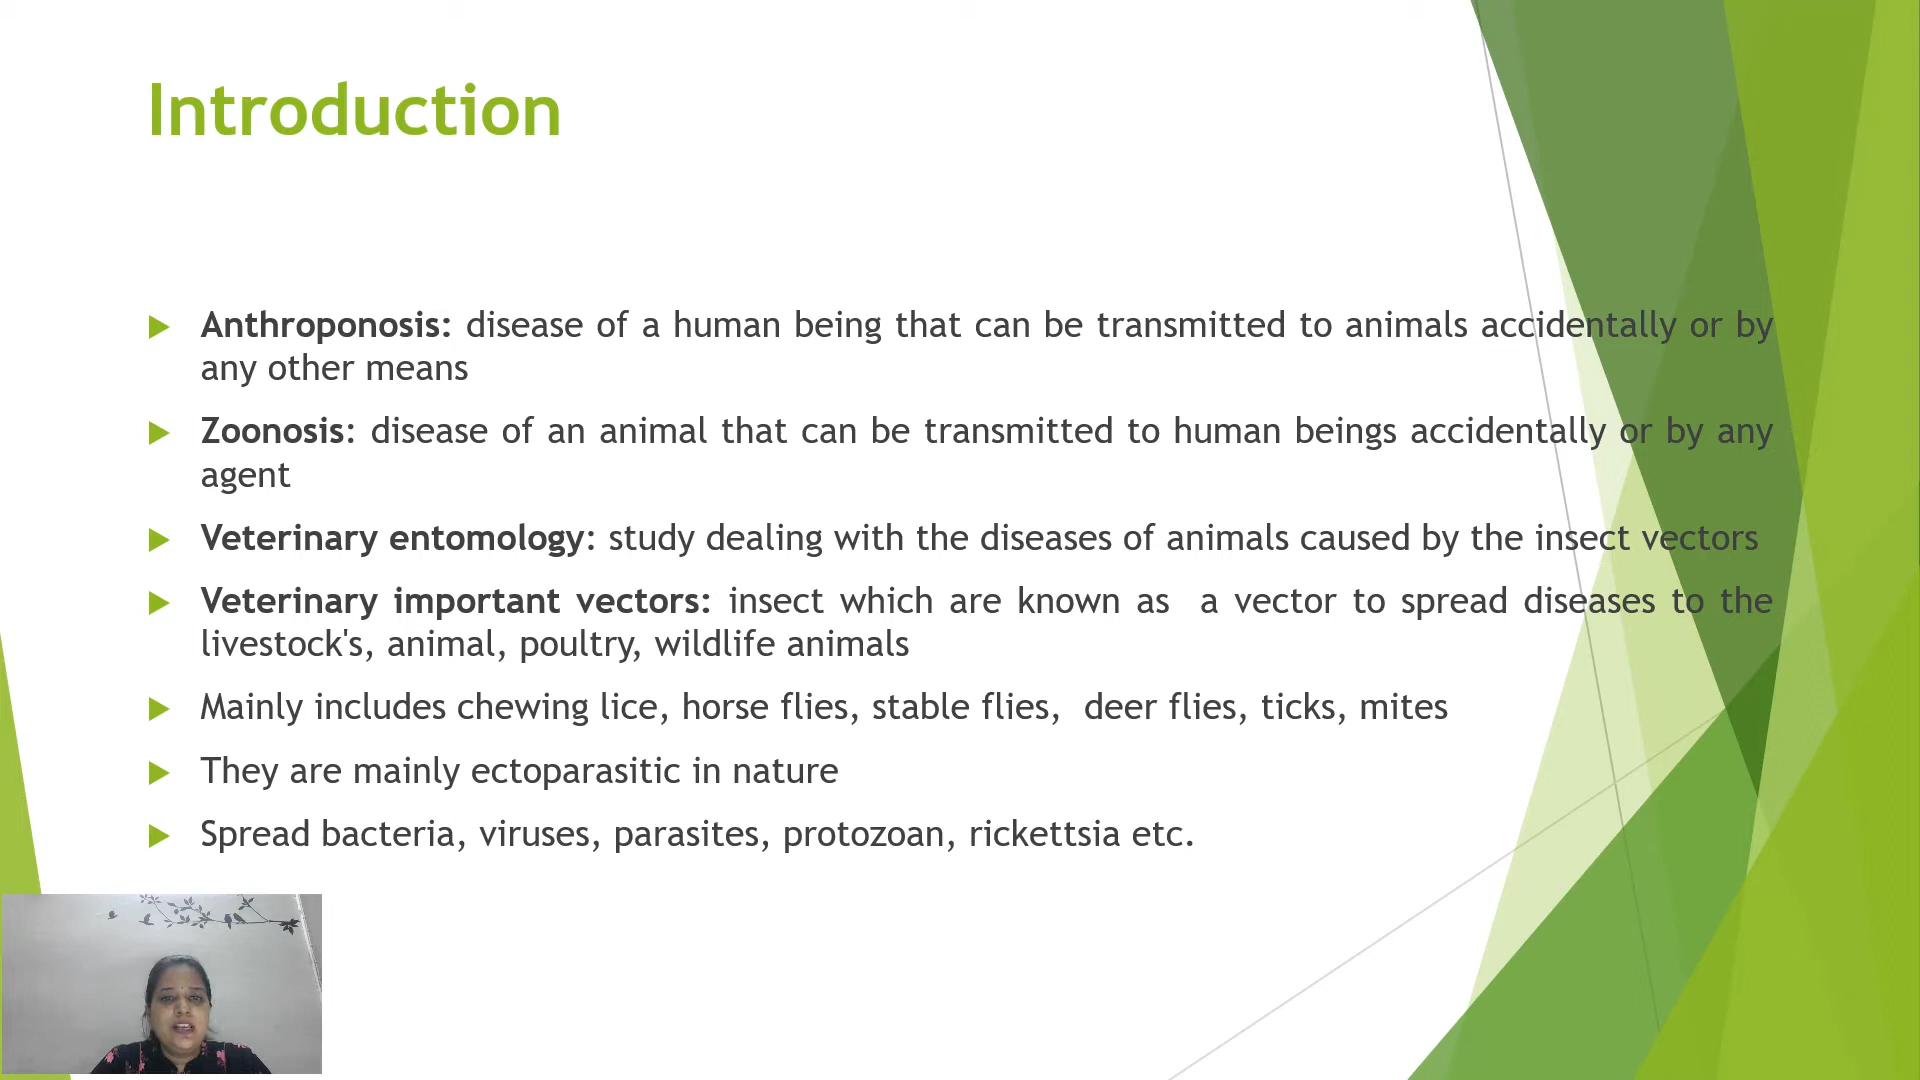 Introduction
Anthroponosis: disease of a human being that can be transmitted to animals accidentally or by
any other means
Zoonosis: disease of an animal that can be transmitted to human beings accidentally or by any
agent
Veterinary entomology: study dealing with the diseases of animals caused by the insect vectors
Veterinary important vectors: insect which are known as  a vector to spread diseases to the
livestock's, animal, poultry, wildlife animals
Mainly includes chewing lice, horse flies, stable flies,  deer flies, ticks, mites
They are mainly ectoparasitic in nature
Spread bacteria, viruses, parasites, protozoan, rickettsia etc.